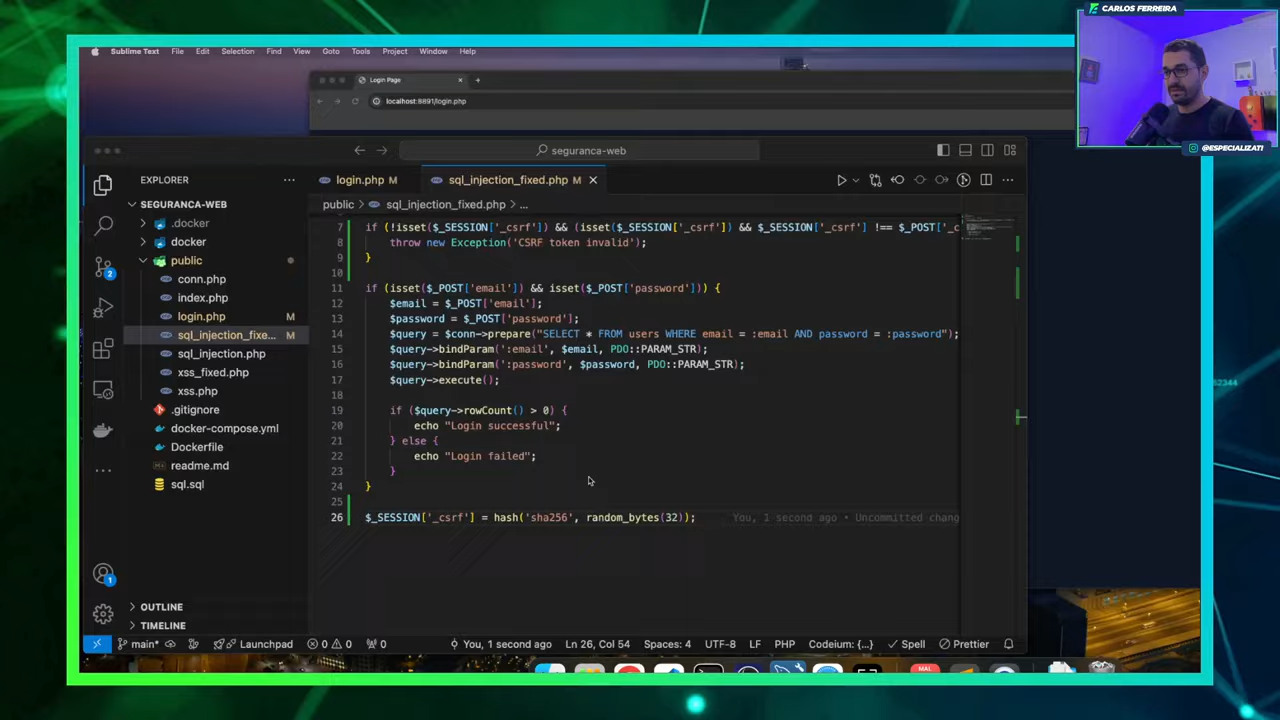 CARLOS FERREIRA
Sublime Text File Edit Selection Find View Goto Tools Project Window Help
Login Page
localhost:8891/login.php
@ESPECIALIZATI
seguranca-web
EXPLORER
login.php M
sql_injection_fixed.php M
SEGURANCA-WEB
public > sql_injection_fixed.php > ...
.docker
docker
public
conn.php
index.php
login.php M
sql_injection_fixe... M
sql_injection.php
xss_fixed.php
xss.php
.gitignore
docker-compose.yml
Dockerfile
readme.md
sql.sql
OUTLINE
TIMELINE
7 if (!isset($_SESSION['_csrf']) && (isset($_SESSION['_csrf']) && $_SESSION['_csrf'] !== $_POST['_c
8 throw new Exception('CSRF token invalid');
9 }
10
11 if (isset($_POST['email']) && isset($_POST['password'])) {
12 $email = $_POST['email'];
13 $password = $_POST['password'];
14 $query = $conn->prepare("SELECT * FROM users WHERE email = :email AND password = :password");
15 $query->bindParam(':email', $email, PDO::PARAM_STR);
16 $query->bindParam(':password', $password, PDO::PARAM_STR);
17 $query->execute();
18
19 if ($query->rowCount() > 0) {
20 echo "Login successful";
21 } else {
22 echo "Login failed";
23 }
24 }
25
26 $_SESSION['_csrf'] = hash('sha256', random_bytes(32)); You, 1 second ago • Uncommitted chang
2
1
main* Launchpad 0 0 0 You, 1 second ago Ln 26, Col 54 Spaces: 4 UTF-8 LF PHP Codeium: {...} Spell Prettier